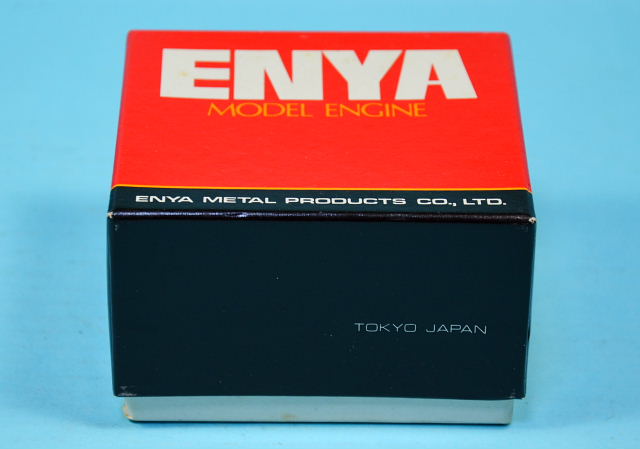 ENYA
MODEL ENGINE
ENYA METAL PRODUCTS CO., LTD.
TOKYO JAPAN